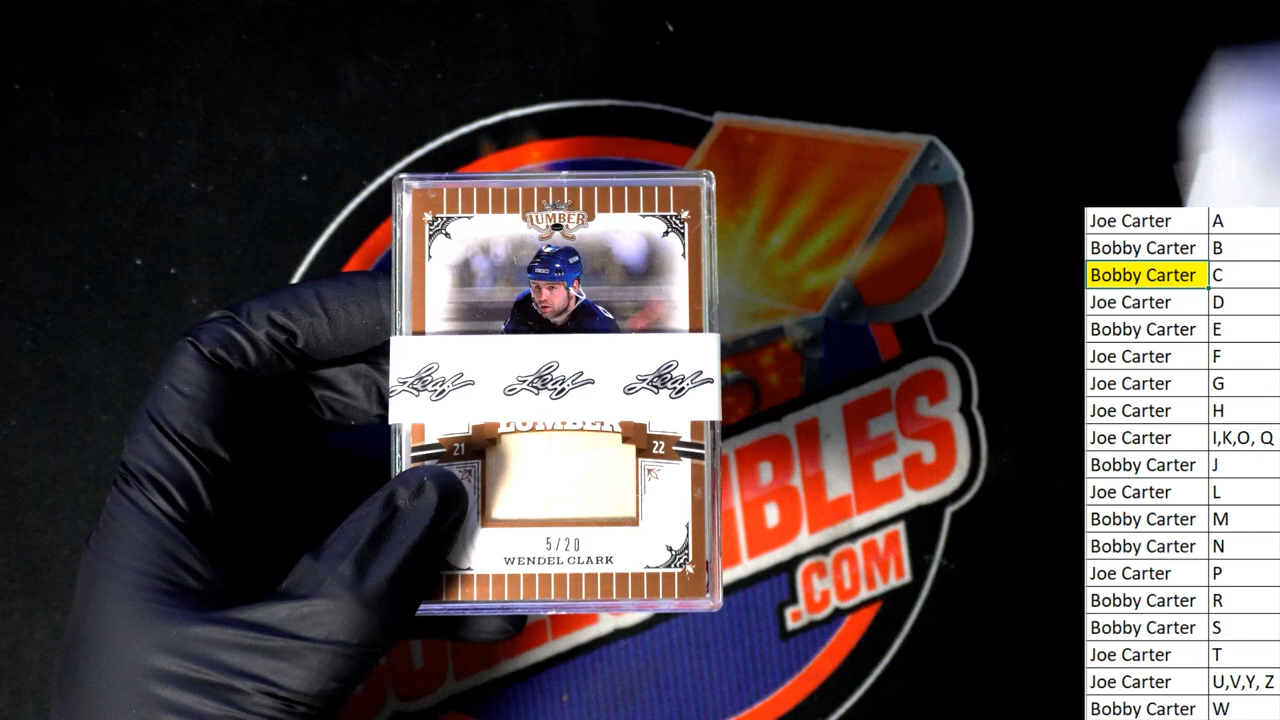 LUMBER
Leaf Leaf Leaf
LUMBER
21 22
5/20
WENDEL CLARK
.COM
Joe Carter A
Bobby Carter B
Bobby Carter C
Joe Carter D
Bobby Carter E
Joe Carter F
Joe Carter G
Joe Carter H
Joe Carter I,K,O, Q
Bobby Carter J
Joe Carter L
Bobby Carter M
Bobby Carter N
Joe Carter P
Bobby Carter R
Bobby Carter S
Joe Carter T
Joe Carter U,V,Y, Z
Bobby Carter W